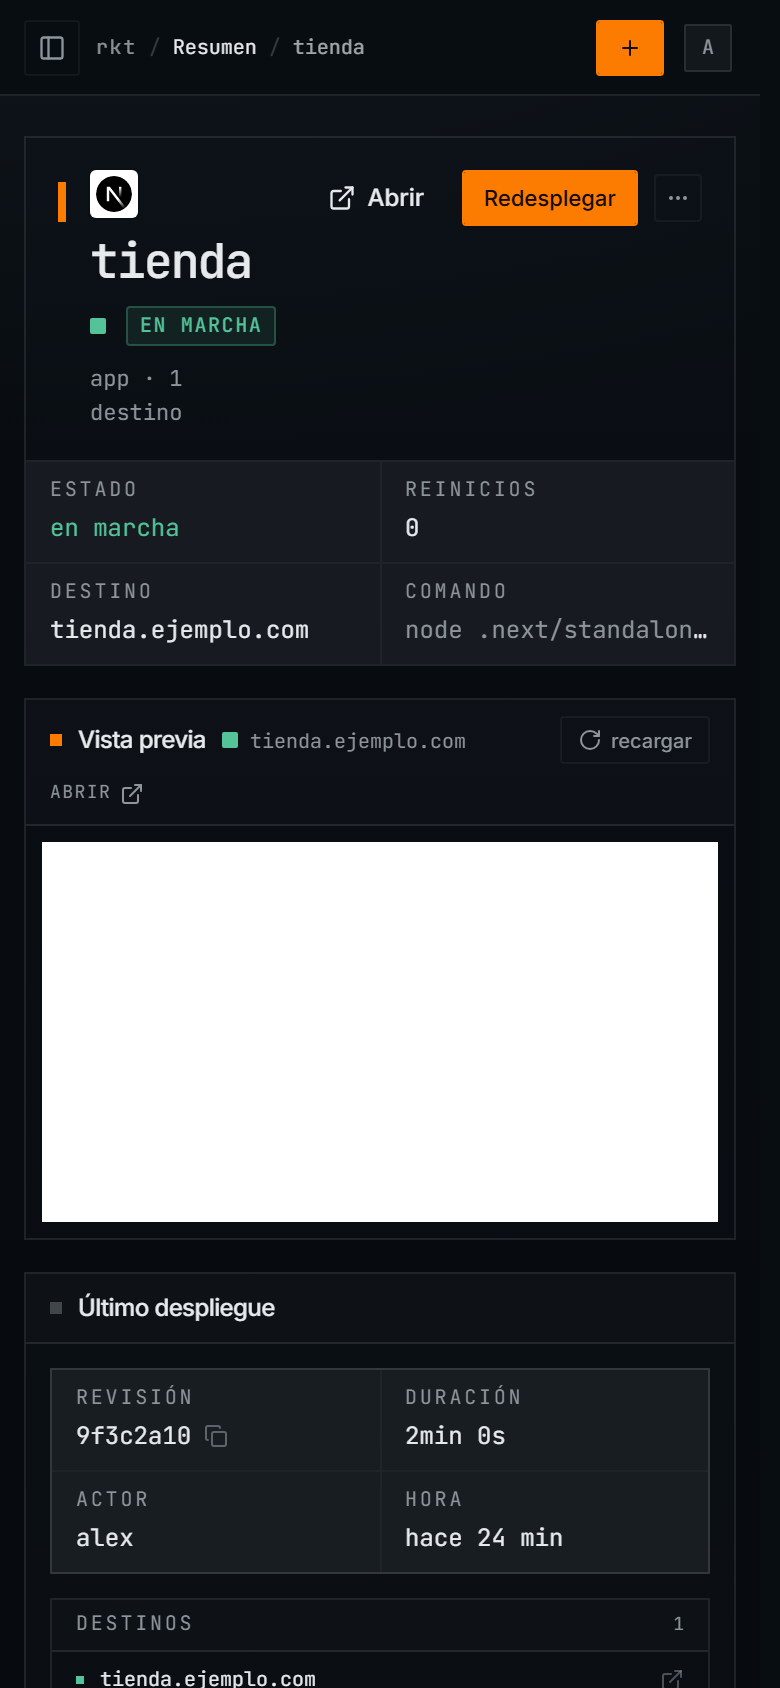 rkt / Resumen / tienda
+
A
N
Abrir
Redesplegar
···
tienda
EN MARCHA
app · 1
destino
ESTADO
en marcha
REINICIOS
0
DESTINO
tienda.ejemplo.com
COMANDO
node .next/standalon…
Vista previa
tienda.ejemplo.com
recargar
ABRIR
Último despliegue
REVISIÓN
9f3c2a10
DURACIÓN
2min 0s
ACTOR
alex
HORA
hace 24 min
DESTINOS
1
tienda.ejemplo.com